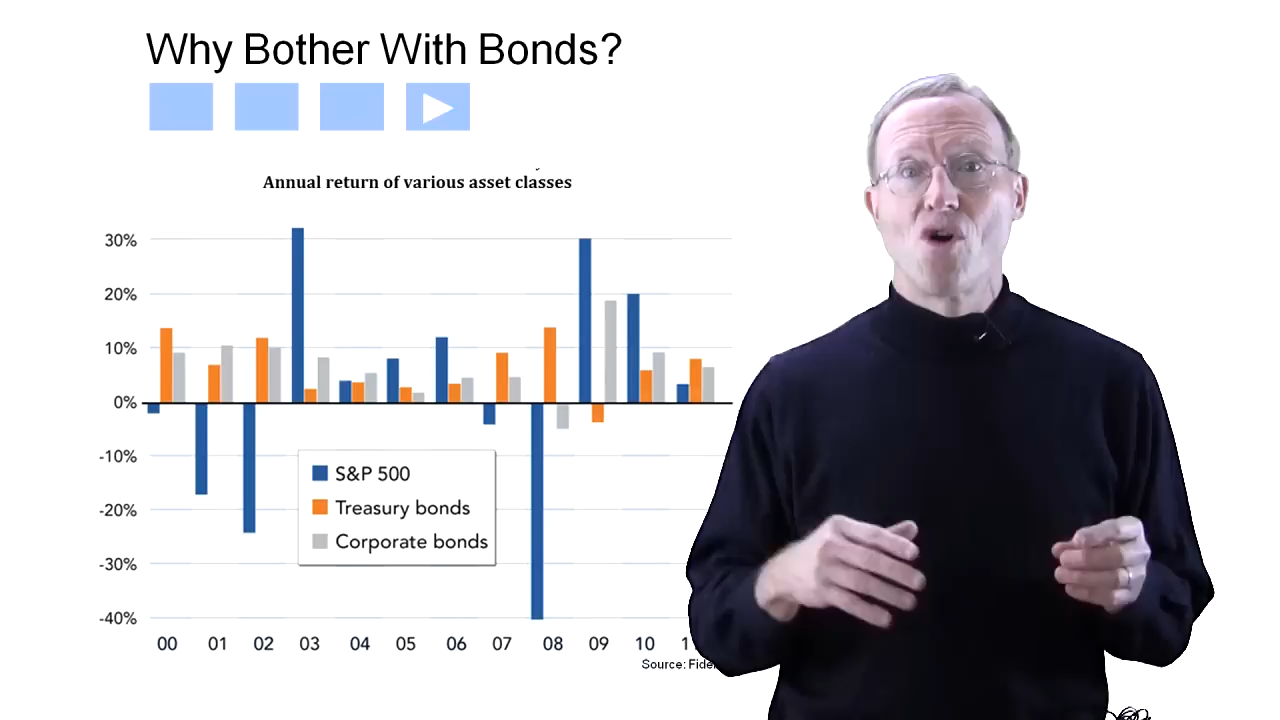 Why Bother With Bonds?
Annual return of various asset classes
30%
20%
10%
0%
-10%
-20%
-30%
-40%
S&P 500
Treasury bonds
Corporate bonds
00 01 02 03 04 05 06 07 08 09 10
Source: